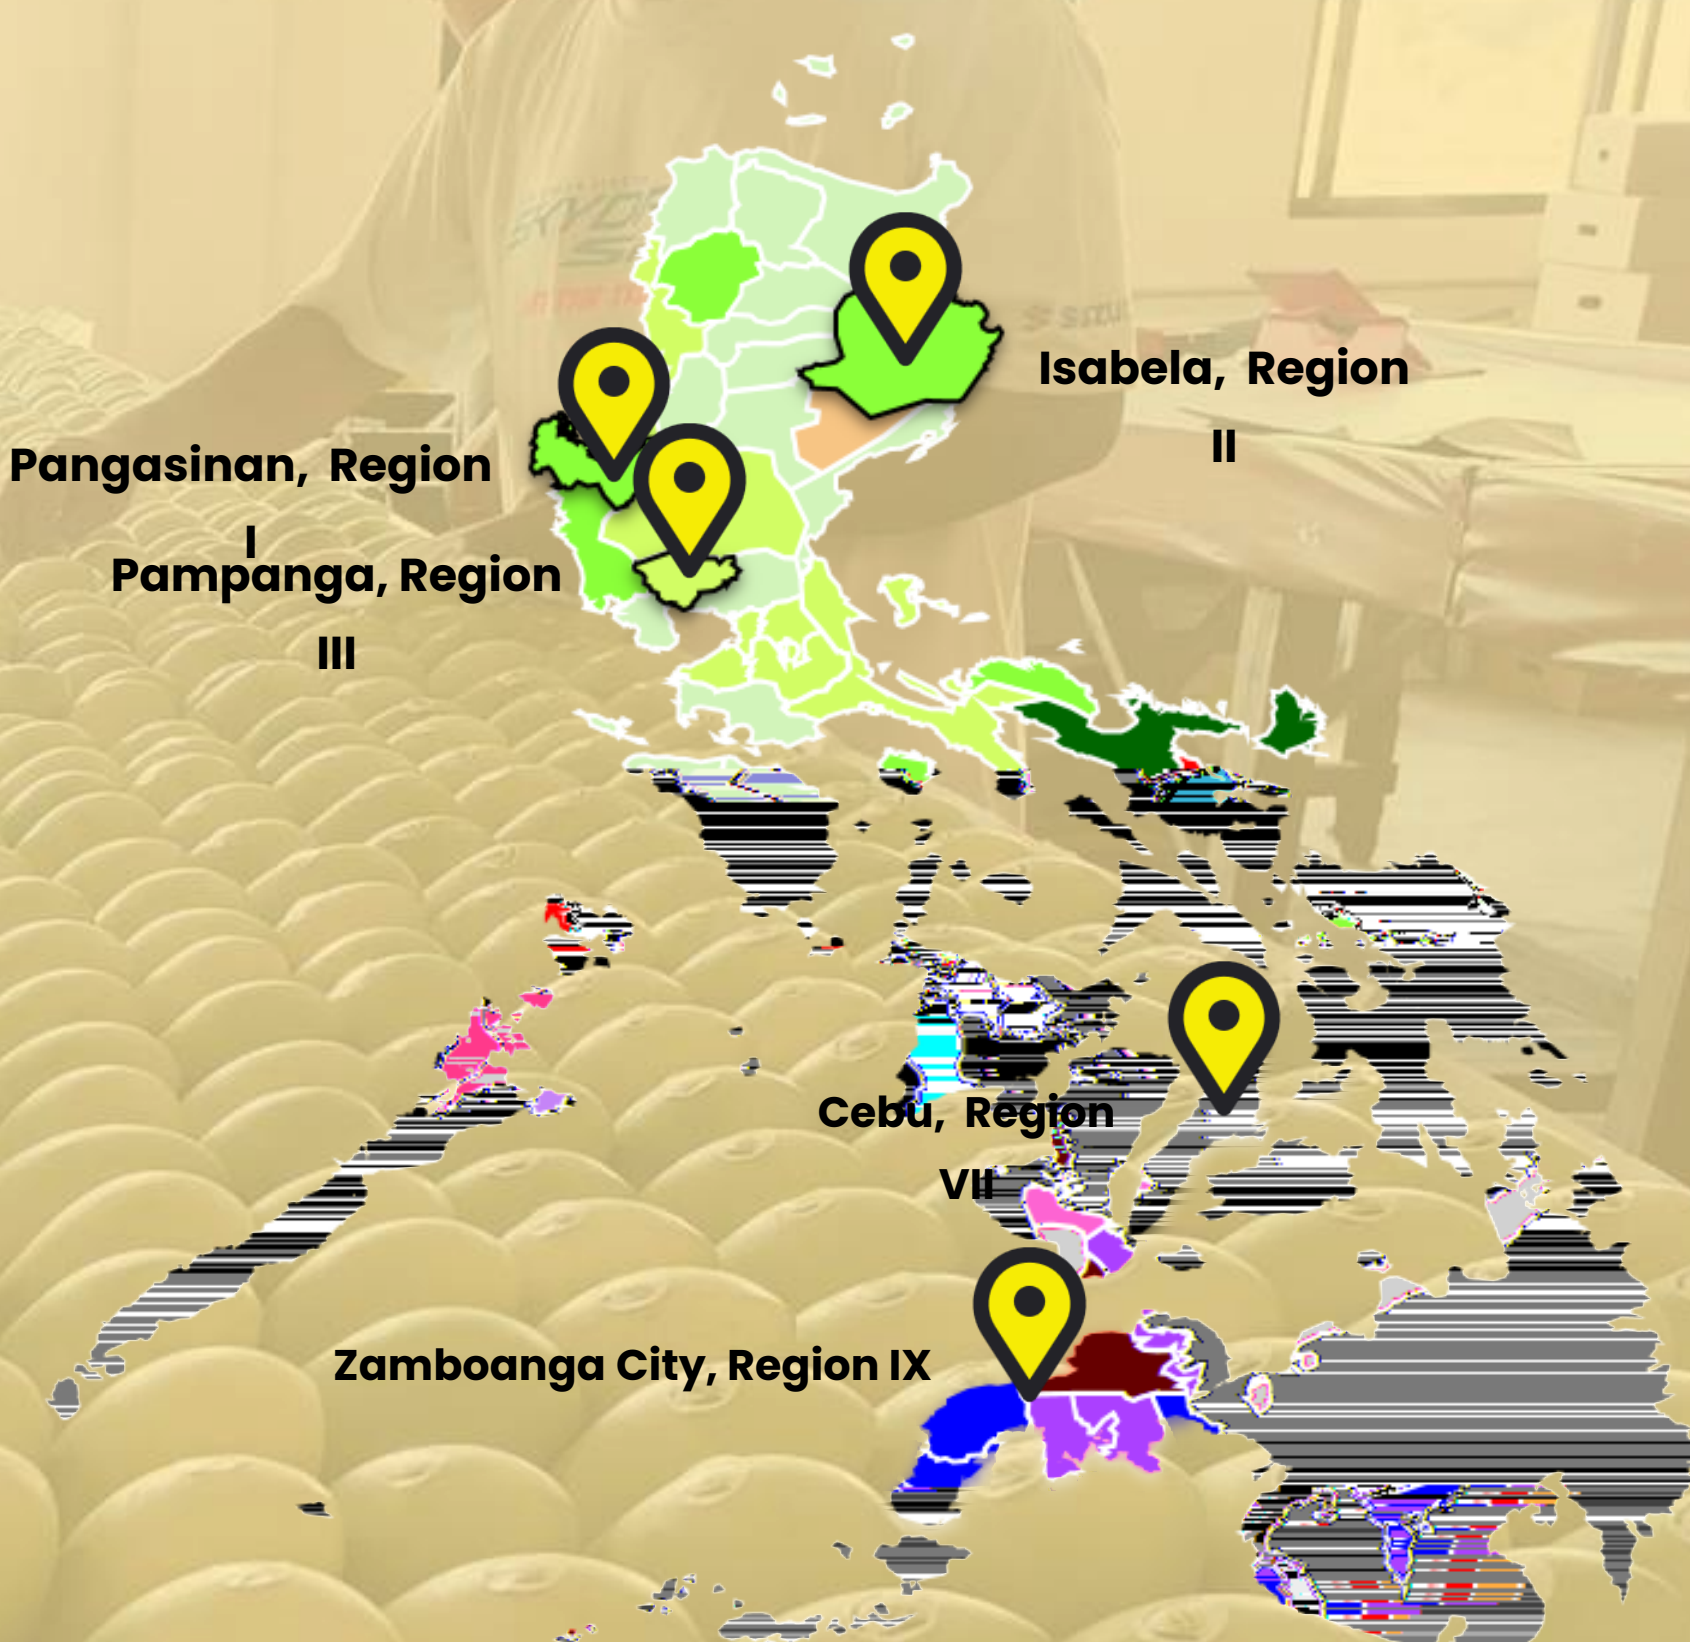 Isabela, Region
II
Pangasinan, Region
I
Pampanga, Region
III
Cebu, Region
VII
Zamboanga City, Region IX